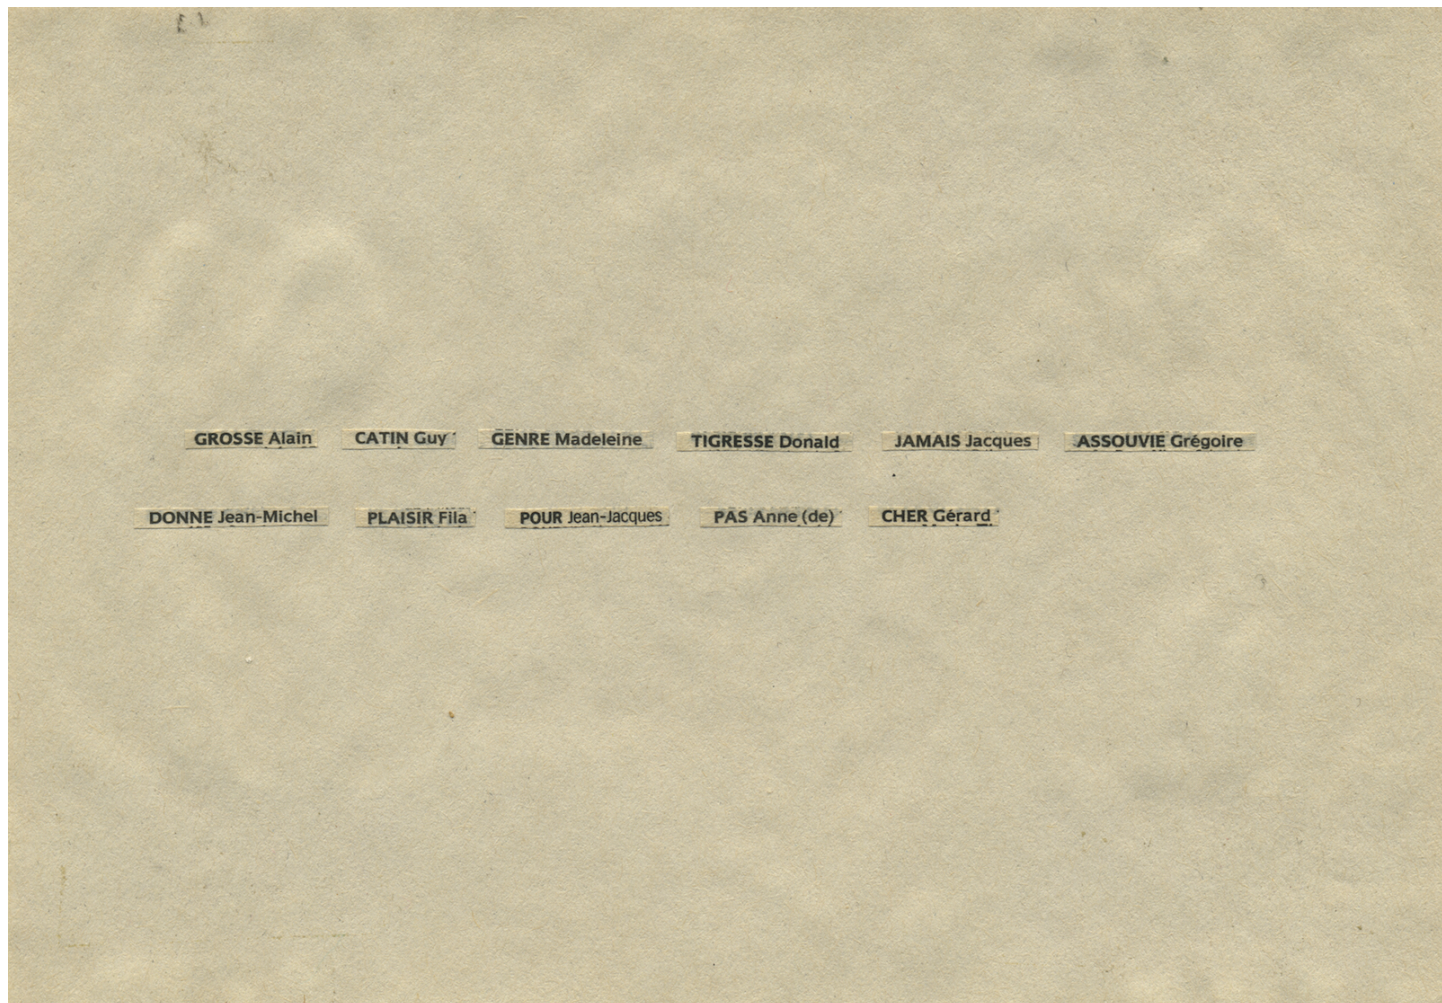 GROSSE Alain CATIN Guy GENRE Madeleine TIGRESSE Donald JAMAIS Jacques ASSOUVIE Grégoire
DONNE Jean-Michel PLAISIR Fila POUR Jean-Jacques PAS Anne (de) CHER Gérard